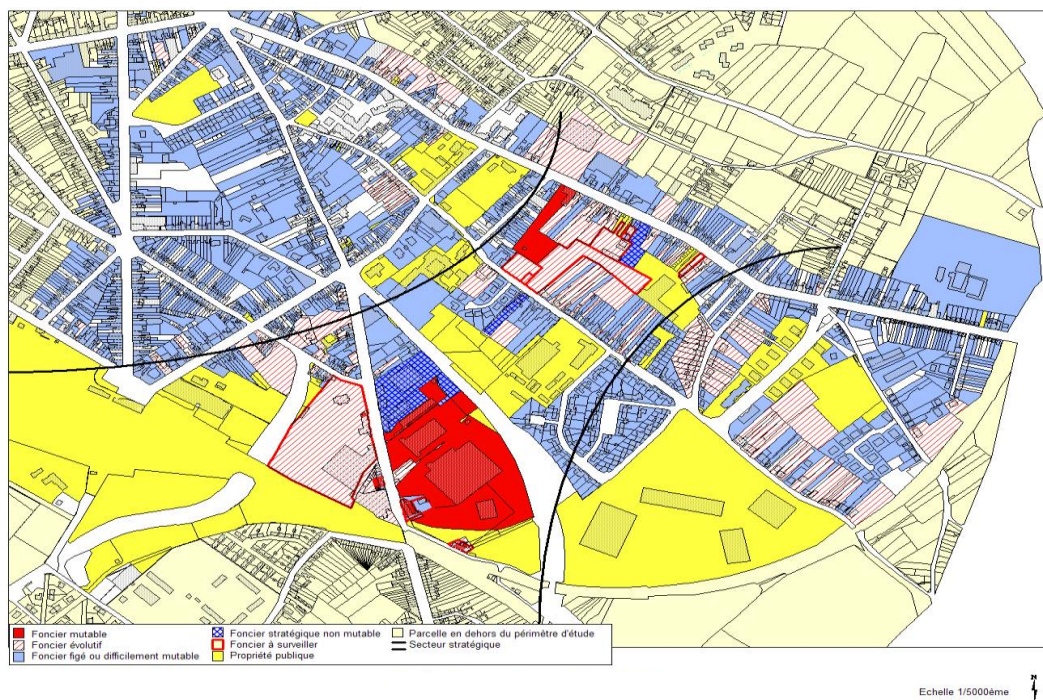 Foncier mutable
Foncier évolutif
Foncier figé ou difficilement mutable
Foncier stratégique non mutable
Foncier à surveiller
Propriété publique
Parcelle en dehors du périmètre d'étude
Secteur stratégique
Echelle 1/5000ème
N